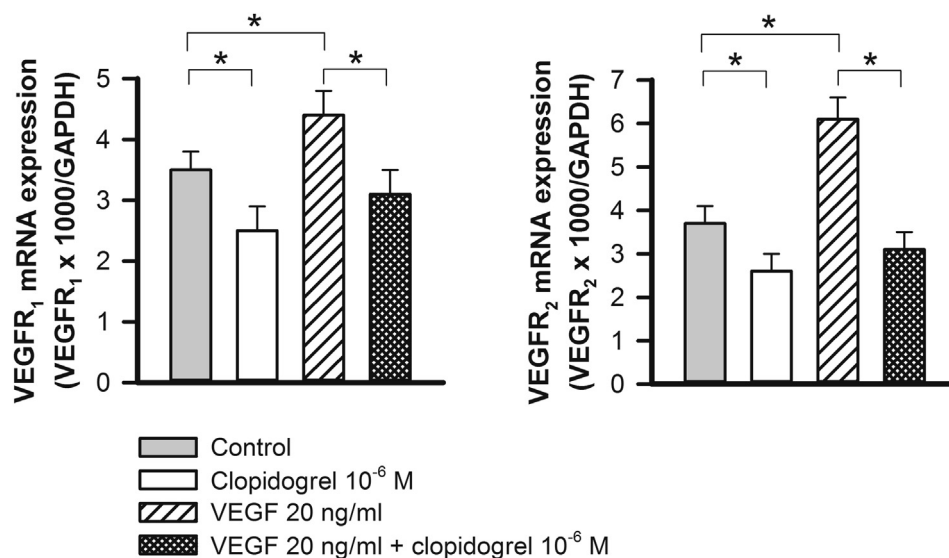 * *
* * * *
VEGFR₁ mRNA expression
(VEGFR₁ x 1000/GAPDH)
5
4
3
2
1
0
VEGFR₂ mRNA expression
(VEGFR₂ x 1000/GAPDH)
7
6
5
4
3
2
1
0
Control
Clopidogrel 10⁻⁶ M
VEGF 20 ng/ml
VEGF 20 ng/ml + clopidogrel 10⁻⁶ M